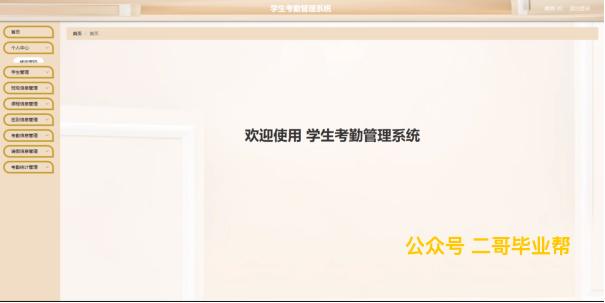 学生考勤管理系统
退出登录
首页
首页 / 首页
个人中心
修改密码
学生管理
班级信息管理
课程信息管理
签到信息管理
考勤信息管理
请假信息管理
考勤统计管理
欢迎使用 学生考勤管理系统
公众号 二哥毕业帮